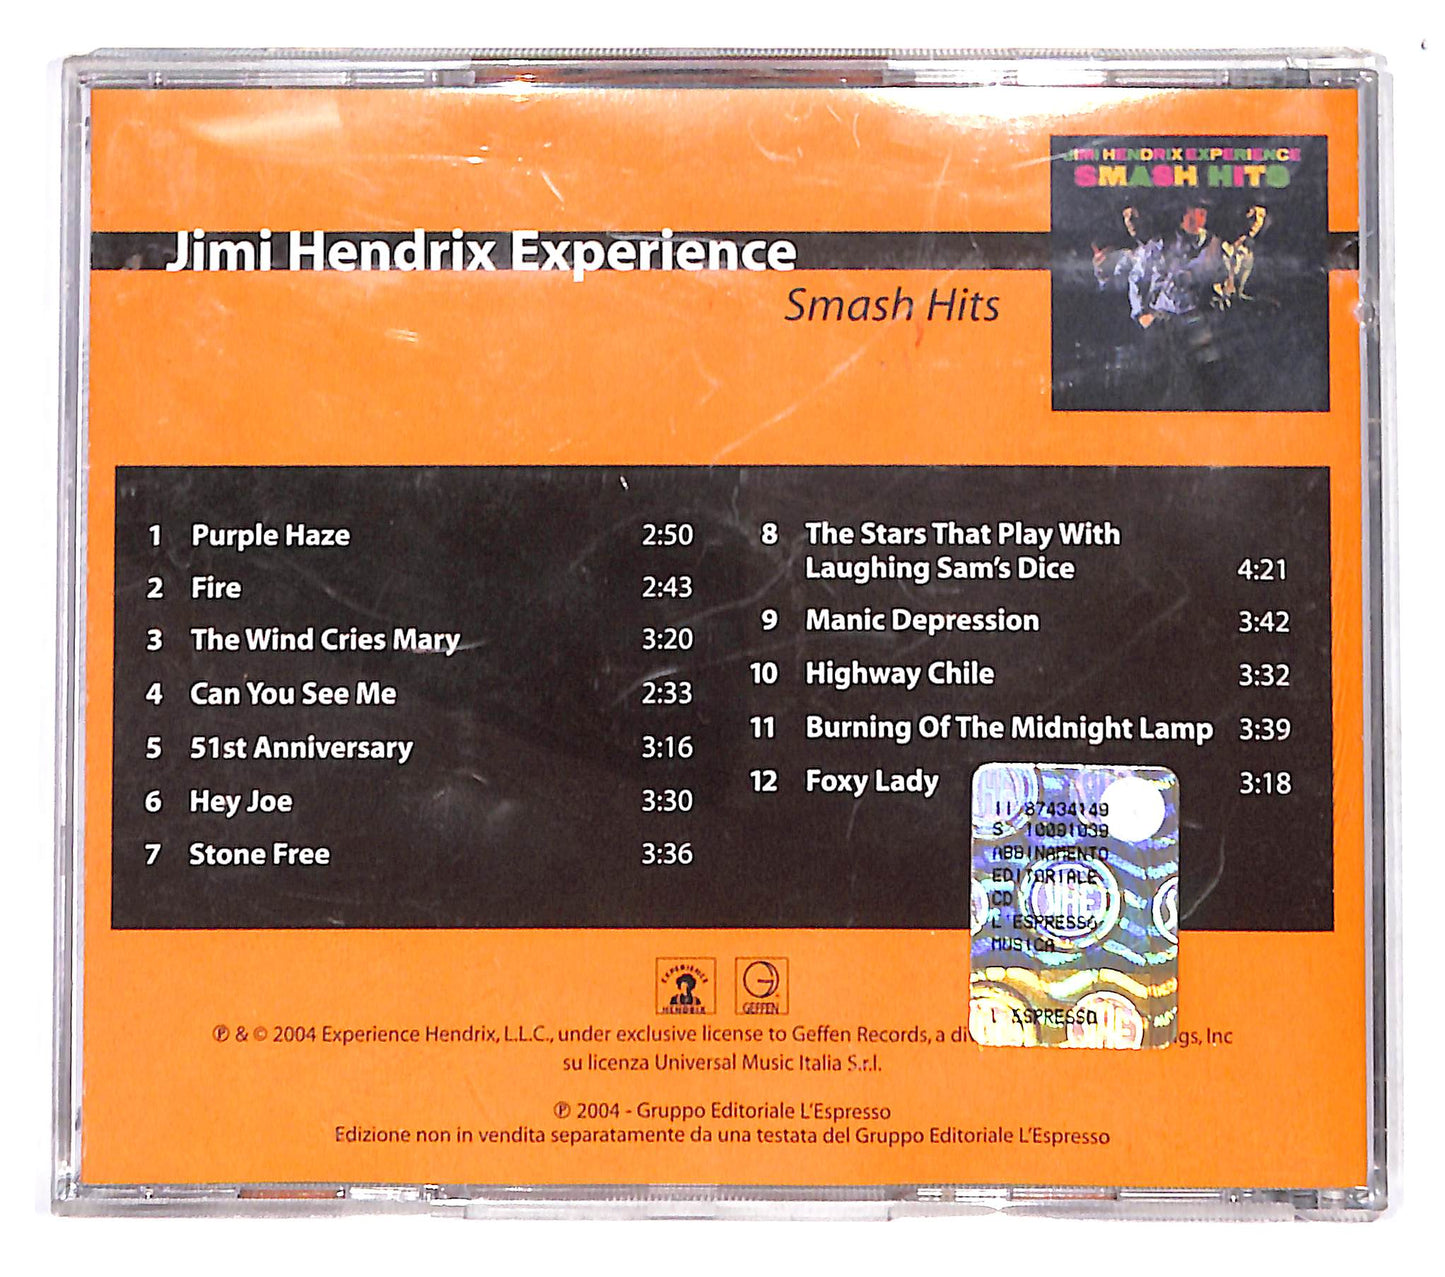 JIMI HENDRIX EXPERIENCE
SMASH HITS
Jimi Hendrix Experience
Smash Hits
1 Purple Haze 2:50
2 Fire 2:43
3 The Wind Cries Mary 3:20
4 Can You See Me 2:33
5 51st Anniversary 3:16
6 Hey Joe 3:30
7 Stone Free 3:36
8 The Stars That Play With
Laughing Sam's Dice 4:21
9 Manic Depression 3:42
10 Highway Chile 3:32
11 Burning Of The Midnight Lamp 3:39
12 Foxy Lady 3:18
11 87434149
S 10091039
ABBINAMENTO
EDITORIALE
CD
L'ESPRESSO
MUSICA
L ESPRESSO
EXPERIENCE
HENDRIX
GEFFEN
℗ & © 2004 Experience Hendrix, L.L.C., under exclusive license to Geffen Records, a Inc
su licenza Universal Music Italia S.r.l.
℗ 2004 - Gruppo Editoriale L'Espresso
Edizione non in vendita separatamente da una testata del Gruppo Editoriale L'Espresso